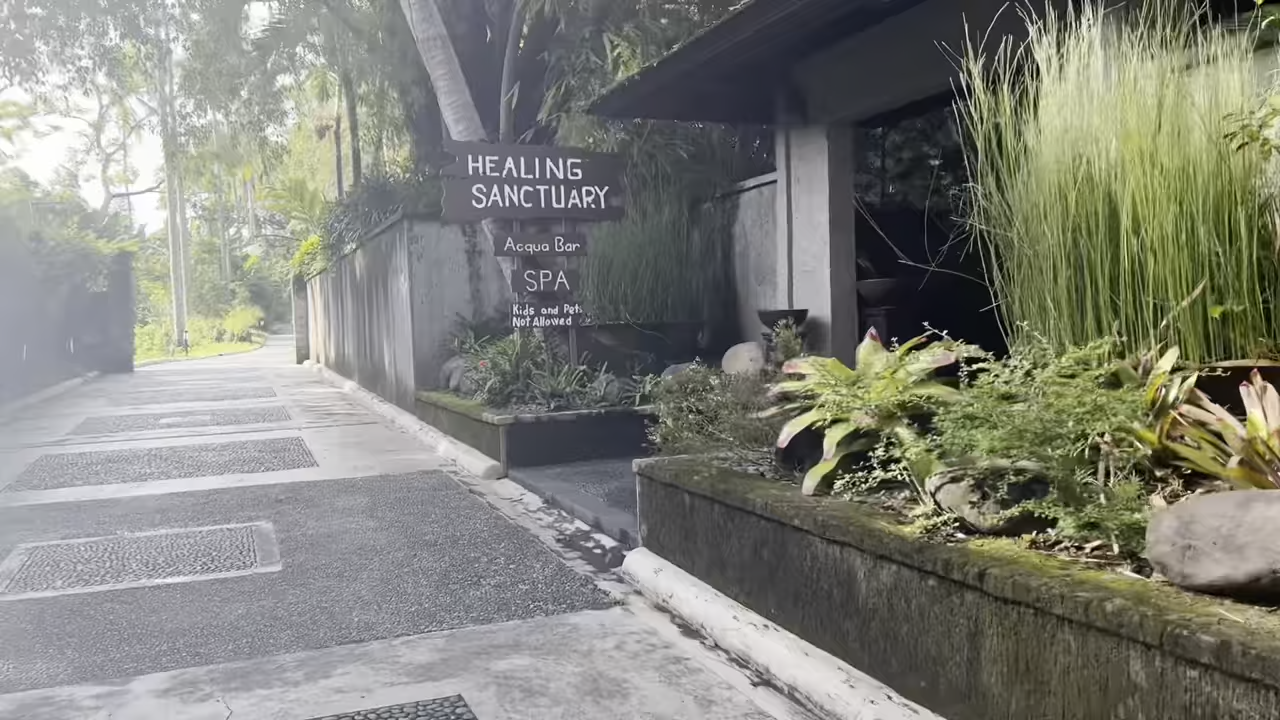 HEALING
SANCTUARY
Acqua Bar
SPA
Kids and Pets
Not Allowed